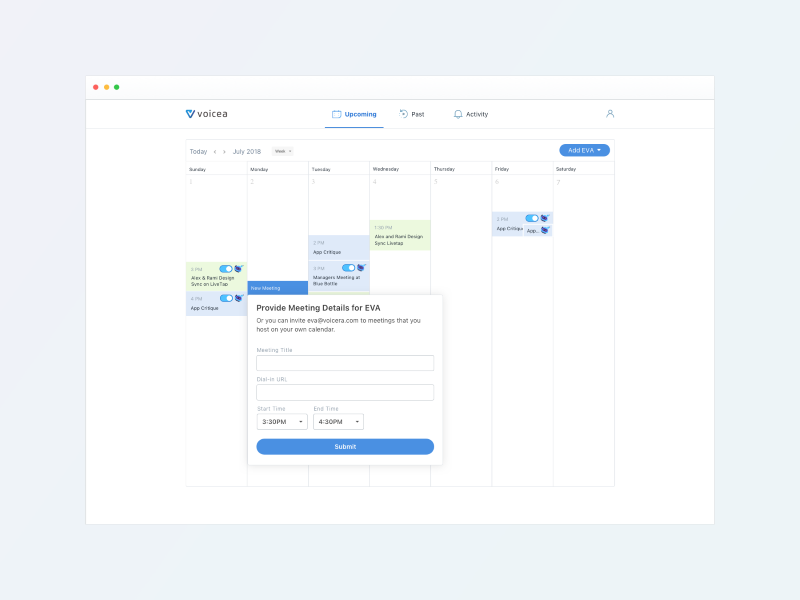 voicea
Upcoming
Past
Activity
Today
July 2018
Week
Add EVA
Sunday
Monday
Tuesday
Wednesday
Thursday
Friday
Saturday
1
2
3
4
5
6
7
1:30 PM
Alex and Rami Design
Sync Livetap
2 PM
App Critique
App Critique
App..
3 PM
Alex & Rami Design
Sync on LiveTap
3 PM
Managers Meeting at
Blue Bottle
4 PM
App Critique
New Meeting
Provide Meeting Details for EVA
Or you can invite eva@voicera.com to meetings that you
host on your own calendar.
Meeting Title
Dial-in URL
Start Time
End Time
3:30PM
4:30PM
Submit